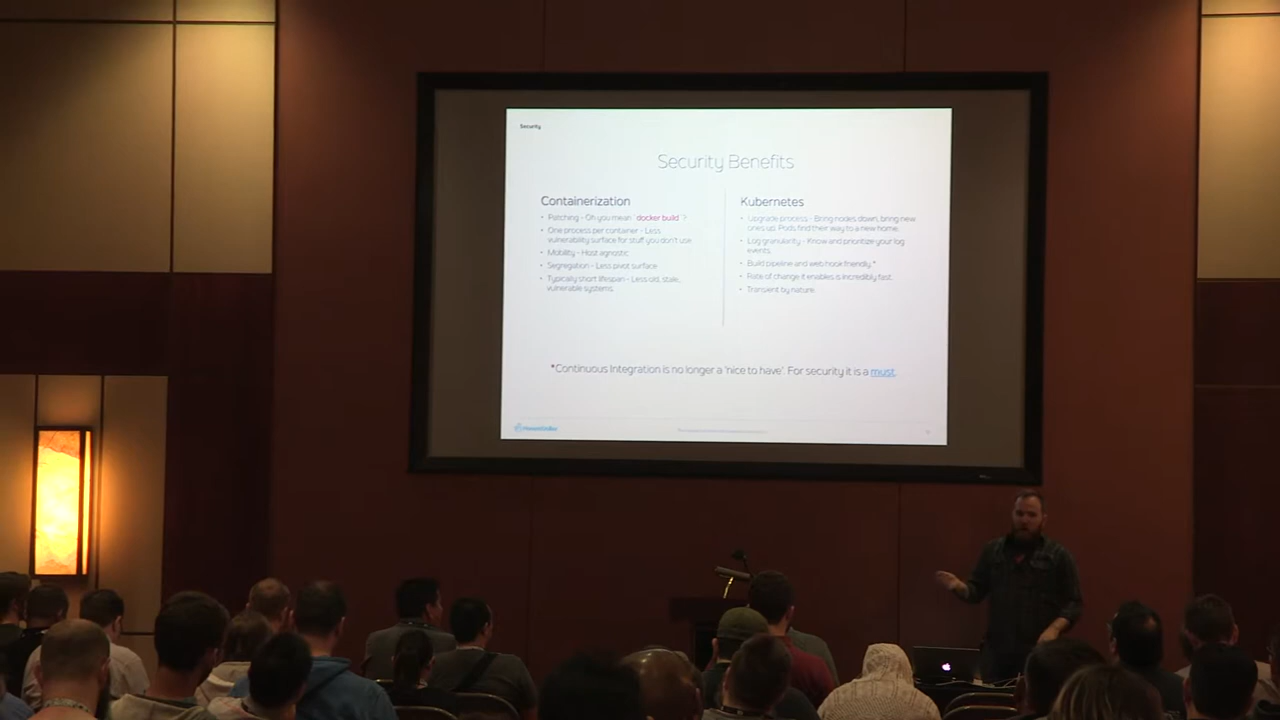 Security
Security Benefits
Containerization
• Patching - Oh you mean `docker build`?
• One process per container - Less
vulnerability surface for stuff you don't use
• Mobility - Host agnostic
• Segregation - Less pivot surface
• Typically short lifespan - Less old, stale,
vulnerable systems.
Kubernetes
• Upgrade process - Bring nodes down, bring new
ones up. Pods find their way to a new home.
• Log granularity - Know and prioritize your log
events.
• Build pipeline and web hook friendly.*
• Rate of change it enables is incredibly fast.
• Transient by nature.
*Continuous Integration is no longer a 'nice to have'. For security it is a must.